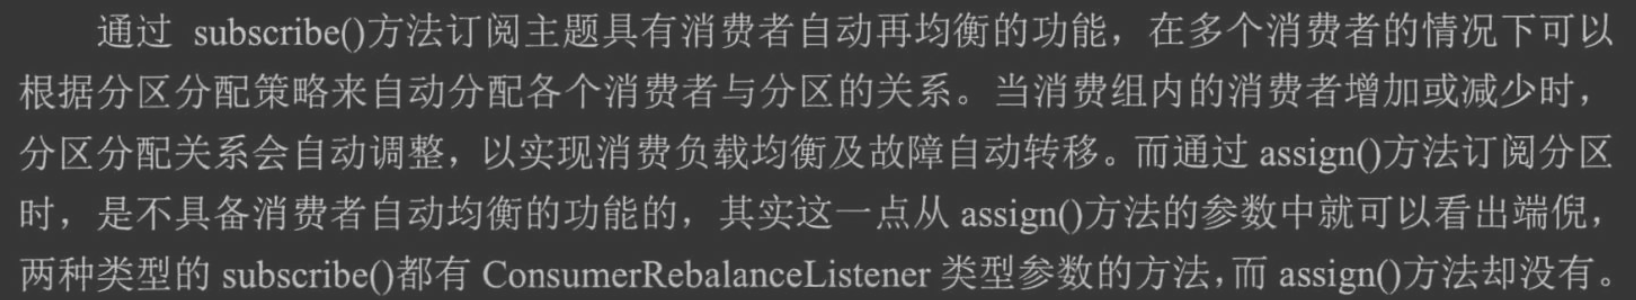 通过 subscribe()方法订阅主题具有消费者自动再均衡的功能，在多个消费者的情况下可以
根据分区分配策略来自动分配各个消费者与分区的关系。当消费组内的消费者增加或减少时，
分区分配关系会自动调整，以实现消费负载均衡及故障自动转移。而通过 assign()方法订阅分区
时，是不具备消费者自动均衡的功能的，其实这一点从 assign()方法的参数中就可以看出端倪，
两种类型的 subscribe()都有 ConsumerRebalanceListener 类型参数的方法，而 assign()方法却没有。